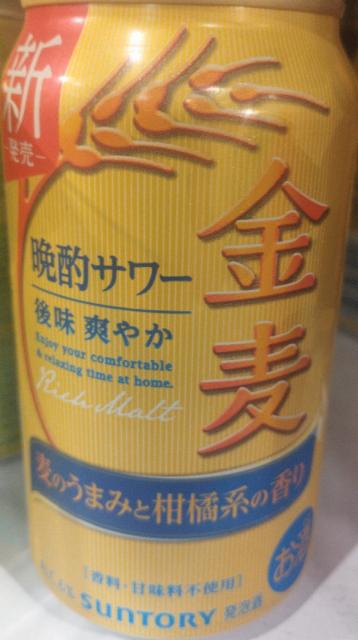 新
発売
金麦
晩酌サワー
後味 爽やか
Enjoy your comfortable
& relaxing time at home.
Rich Malt
麦のうまみと柑橘系の香り
お酒
[香料・甘味料不使用]
SUNTORY 発泡酒